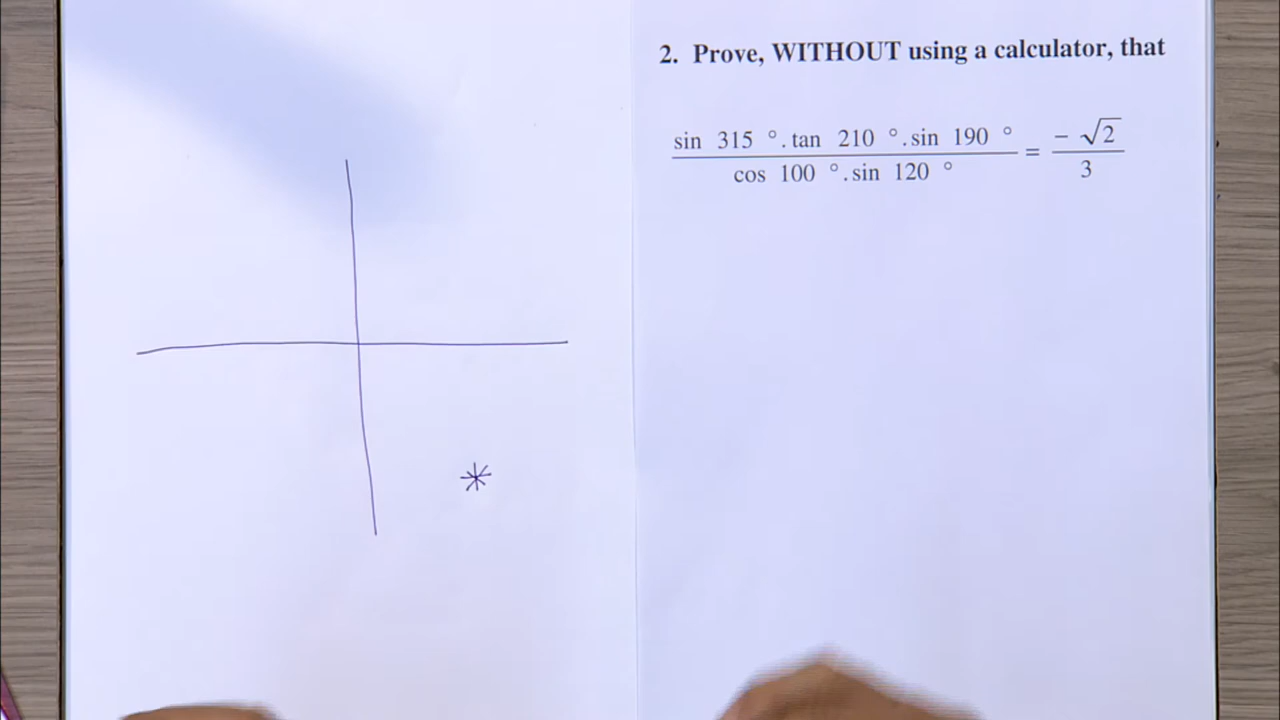 2. Prove, WITHOUT using a calculator, that
sin 315 °. tan 210 °. sin 190 ° / cos 100 °. sin 120 ° = - √2 / 3
*